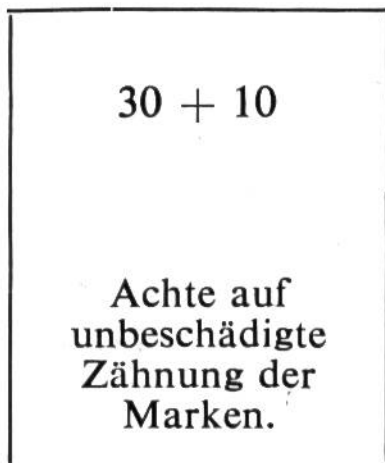 30 + 10
Achte auf
unbeschädigte
Zähnung der
Marken.